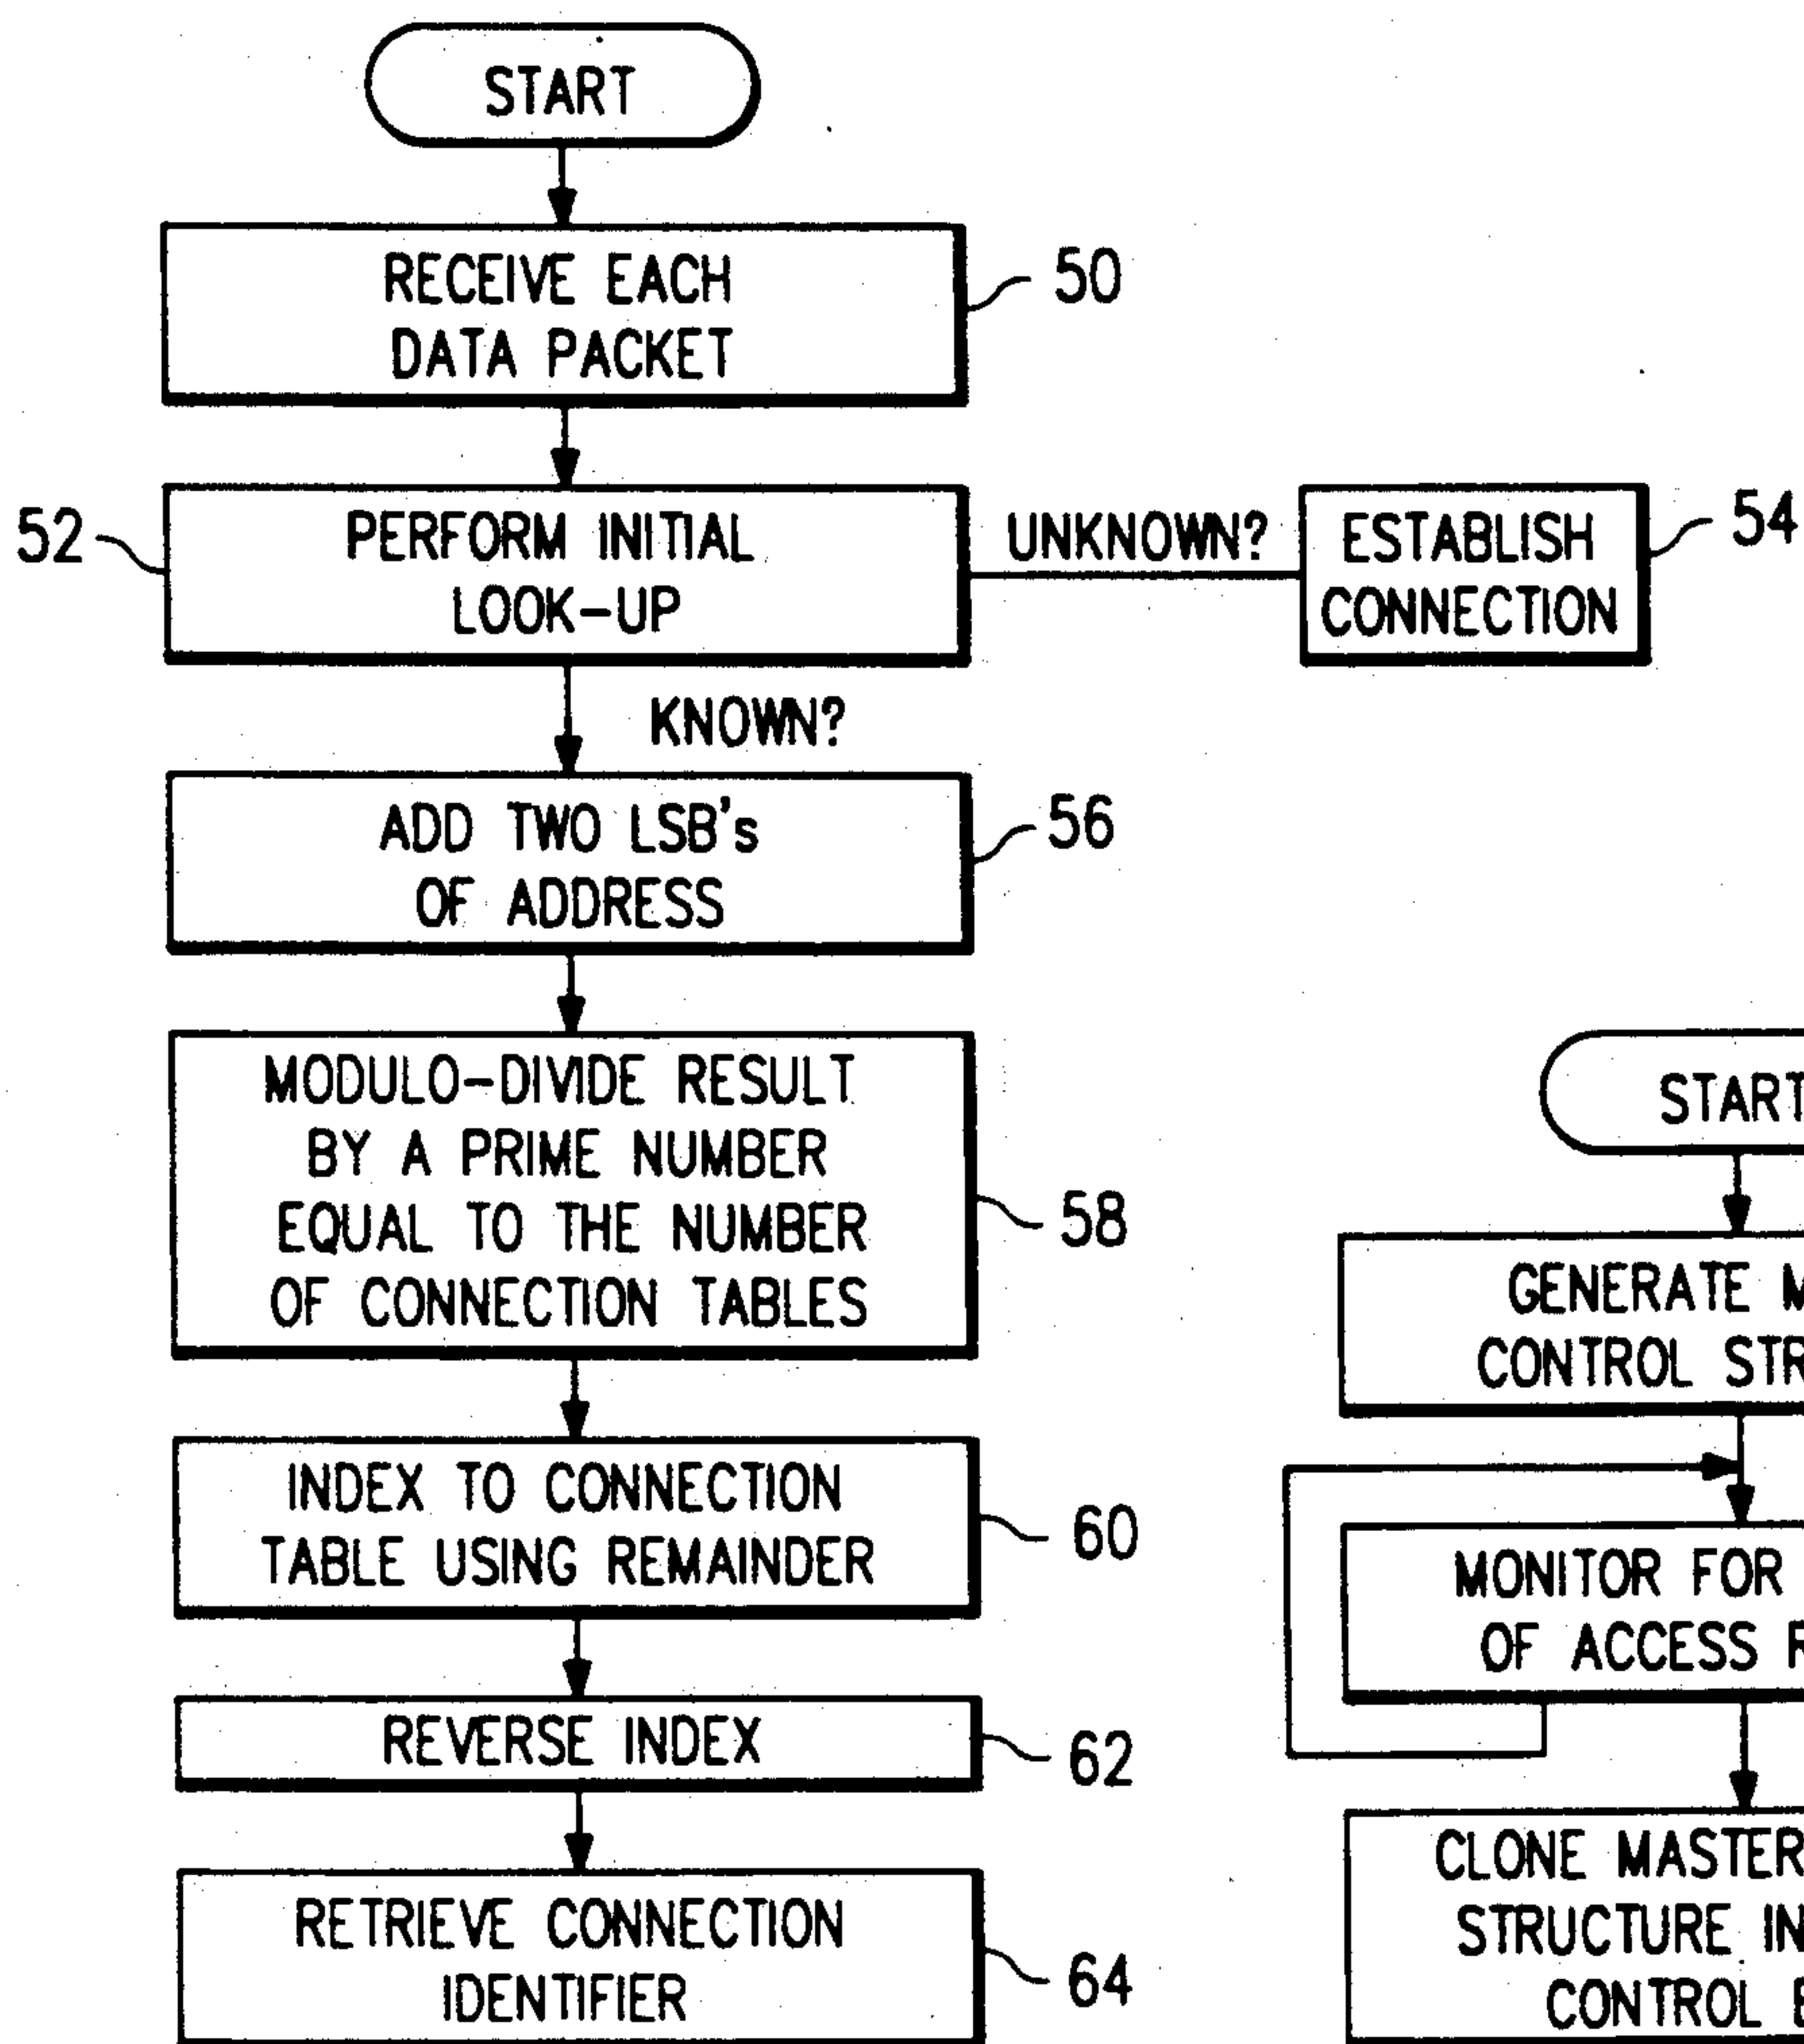 START
RECEIVE EACH
DATA PACKET
50
52
PERFORM INITIAL
LOOK-UP
UNKNOWN?
ESTABLISH
CONNECTION
54
KNOWN?
ADD TWO LSB's
OF ADDRESS
56
MODULO-DIVIDE RESULT
BY A PRIME NUMBER
EQUAL TO THE NUMBER
OF CONNECTION TABLES
58
INDEX TO CONNECTION
TABLE USING REMAINDER
60
REVERSE INDEX
62
RETRIEVE CONNECTION
IDENTIFIER
64
START
GENERATE
CONTROL
MONITOR FOR
OF ACCESS
CLONE MASTER
STRUCTURE
CONTROL